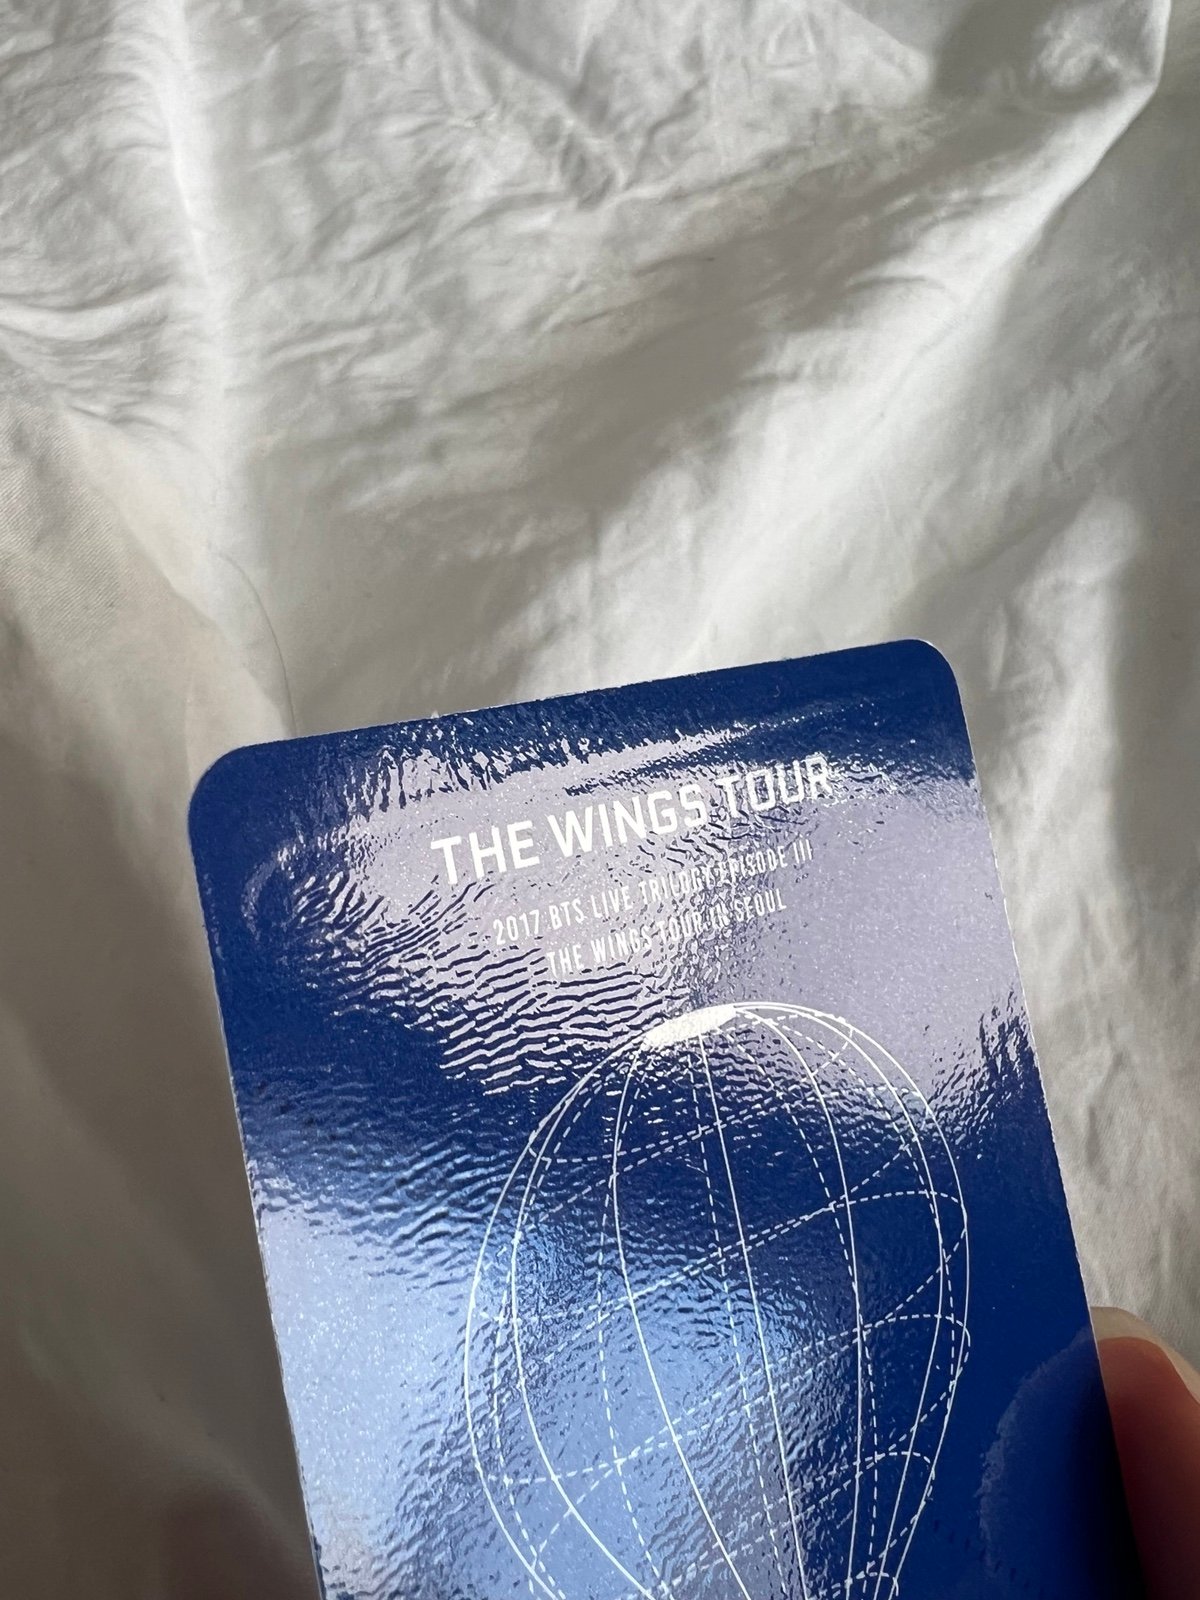 THE WINGS TOUR
2017 BTS LIVE TRILOGY EPISODE III
THE WINGS TOUR IN SEOUL